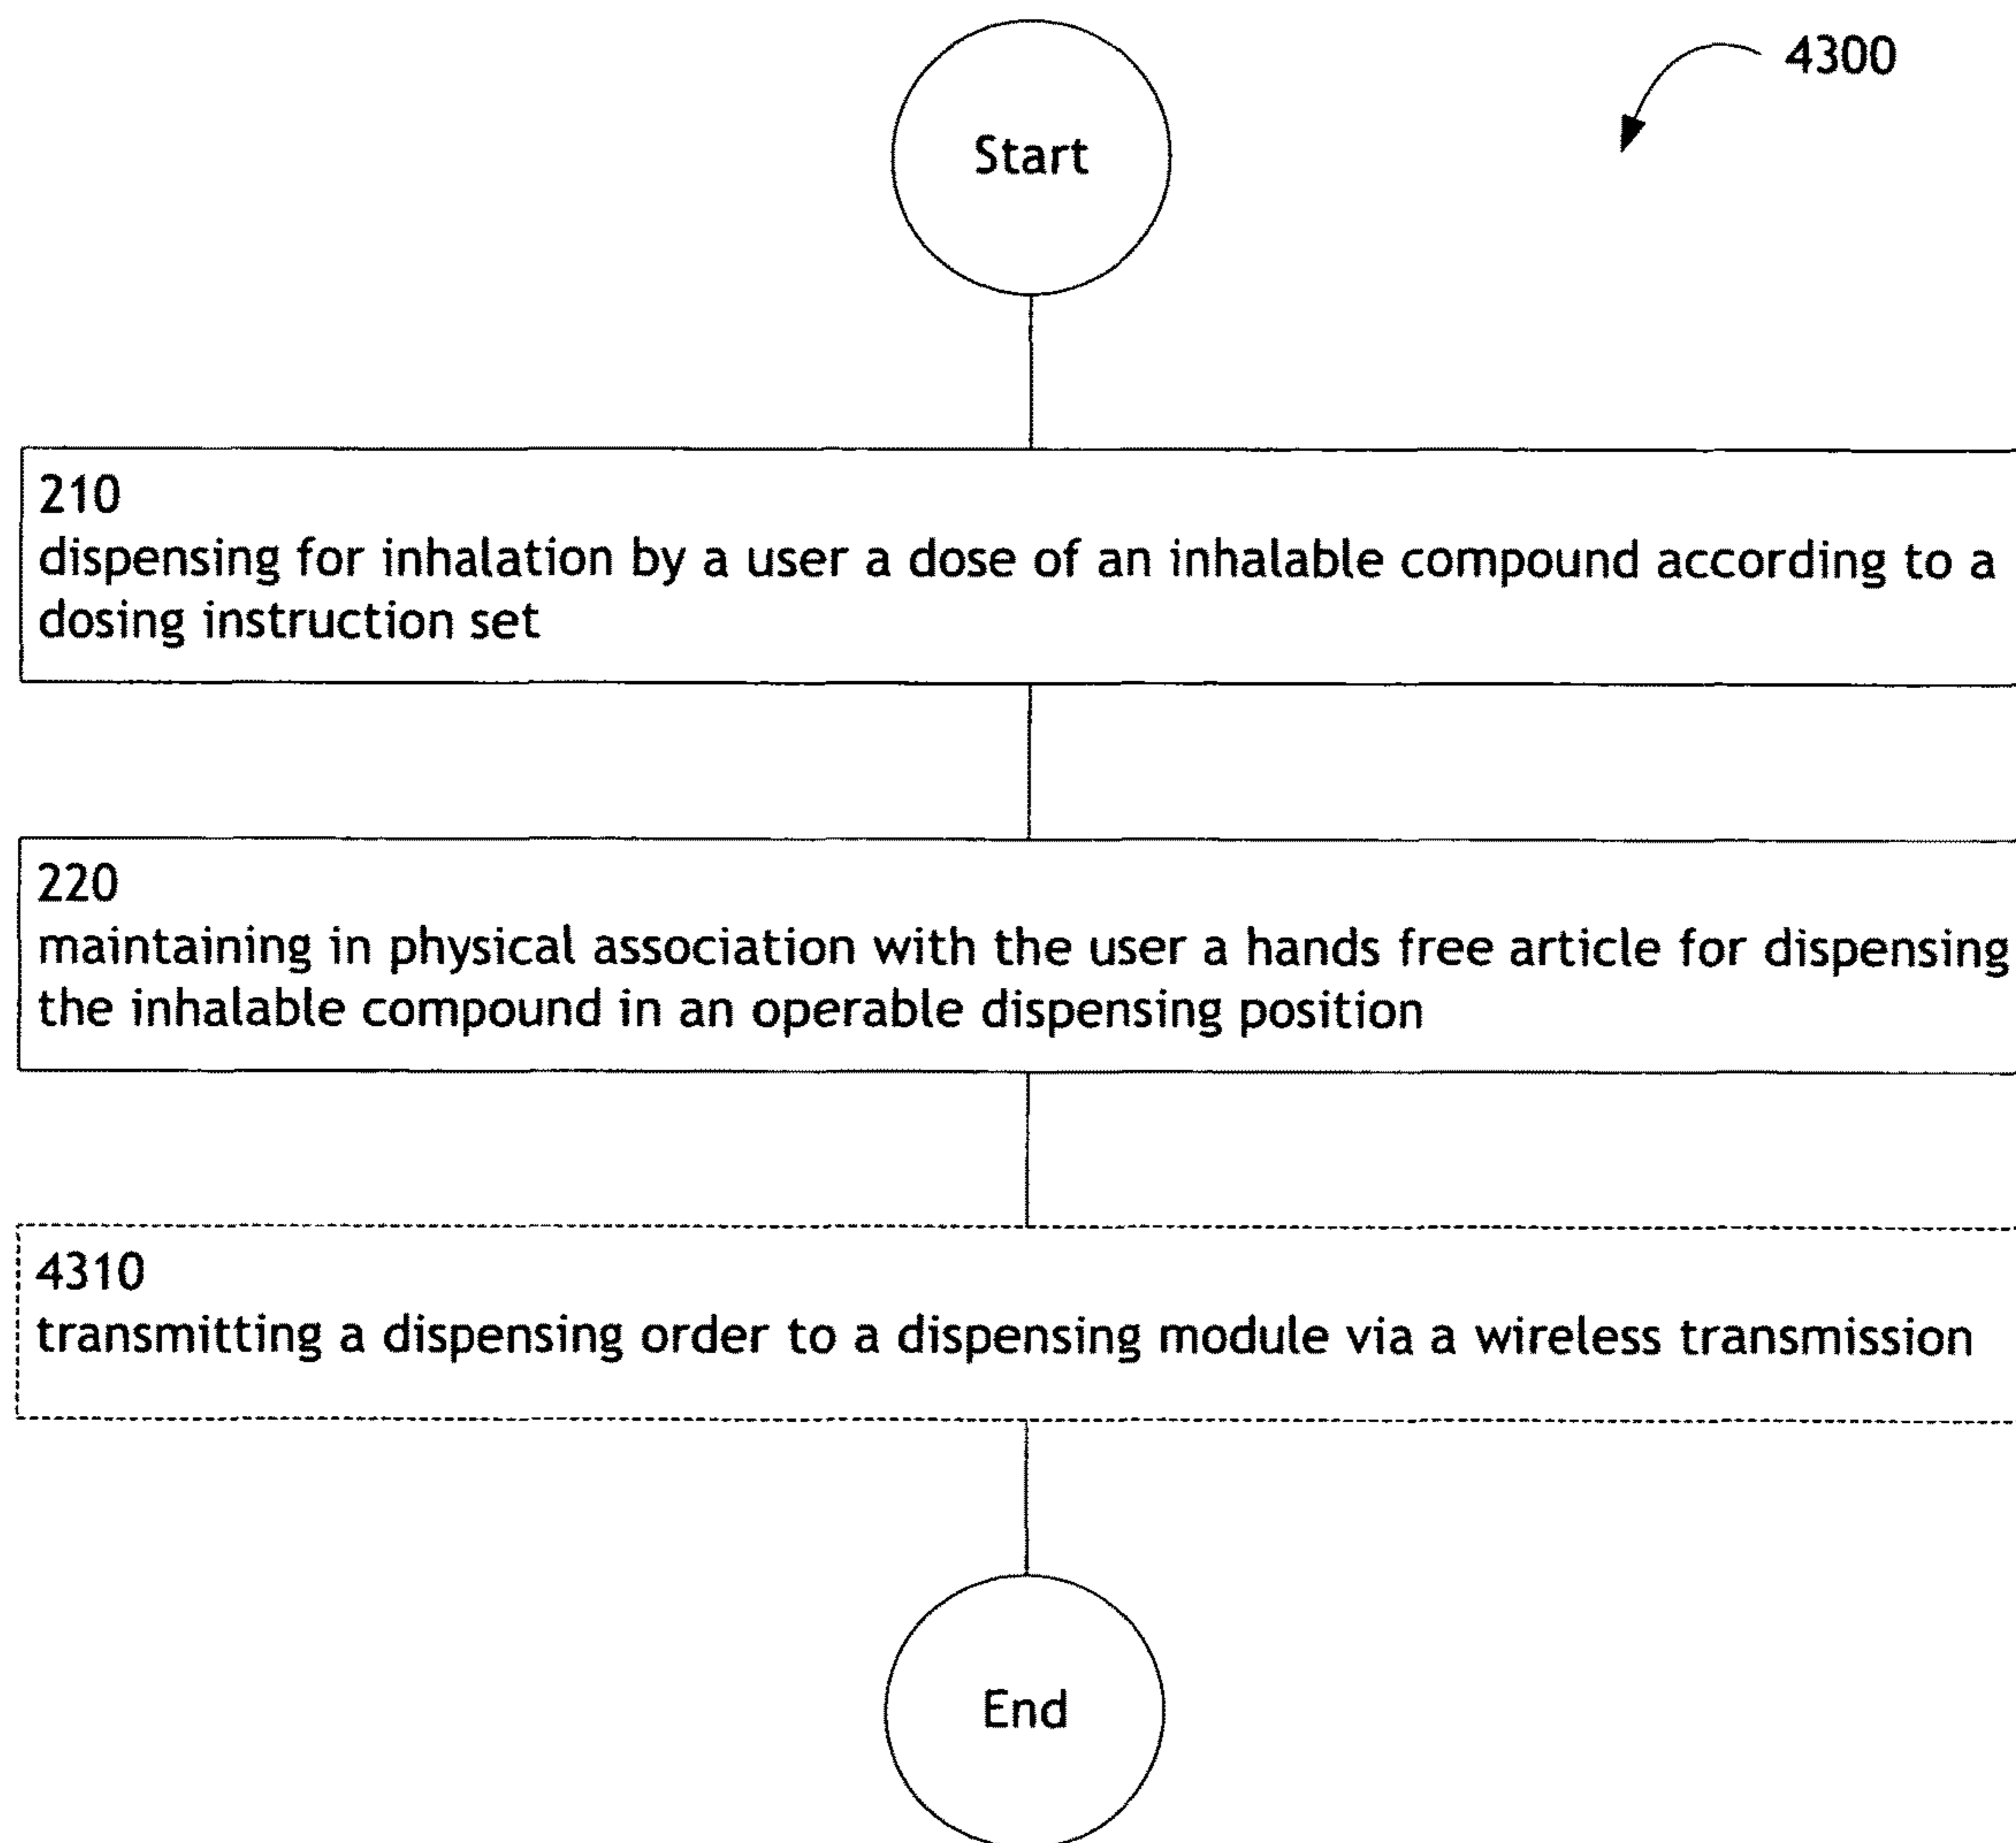 4300
Start
210
dispensing for inhalation by a user a dose of an inhalable compound according to a
dosing instruction set
220
maintaining in physical association with the user a hands free article for dispensing
the inhalable compound in an operable dispensing position
4310
transmitting a dispensing order to a dispensing module via a wireless transmission
End